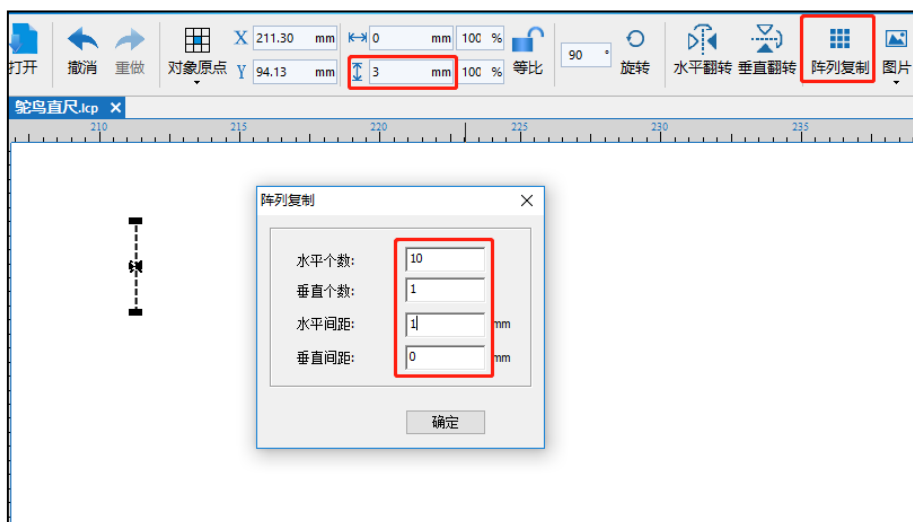 X 211.30 mm 0 mm 100 %
打开 撤消 重做 对象原点 等比 90 ° 旋转 水平翻转 垂直翻转 阵列复制 图片
Y 94.13 mm 3 mm 100 %
鸵鸟直尺.lcp ×
210 215 220 225 230 235
阵列复制
水平个数: 10
垂直个数: 1
水平间距: 1 mm
垂直间距: 0 mm
确定